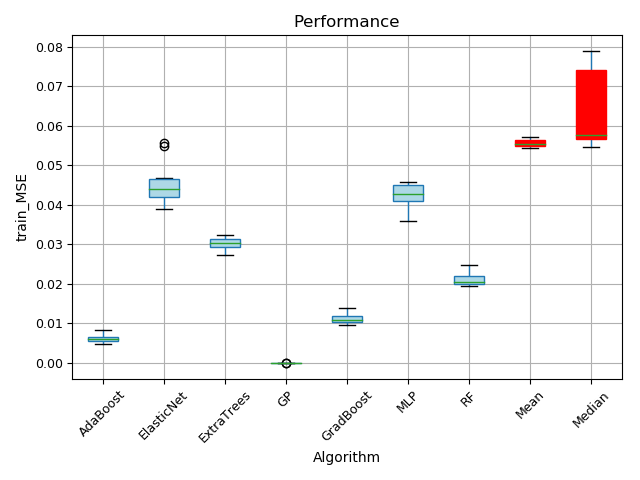 Performance
0.08
0.07
0.06
0.05
0.04
0.03
0.02
0.01
0.00
train_MSE
AdaBoost
ElasticNet
ExtraTrees
GP
GradBoost
MLP
RF
Mean
Median
Algorithm